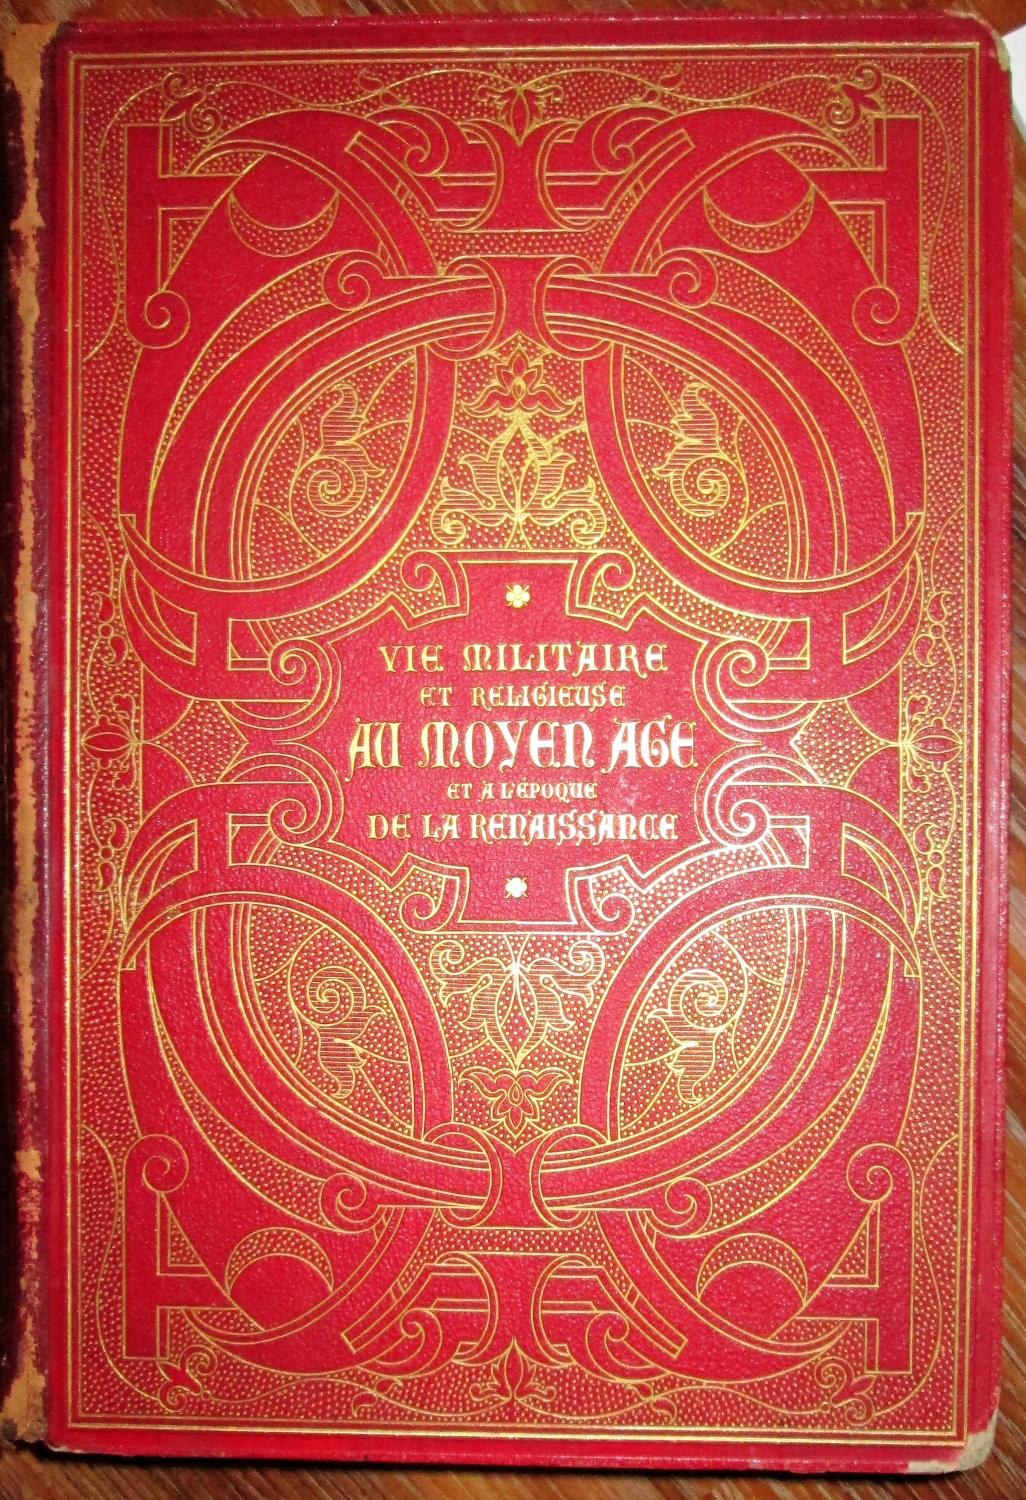 VIE MILITAIRE
ET RELIGIEUSE
AU MOYEN AGE
ET A L'ÉPOQUE
DE LA RENAISSANCE